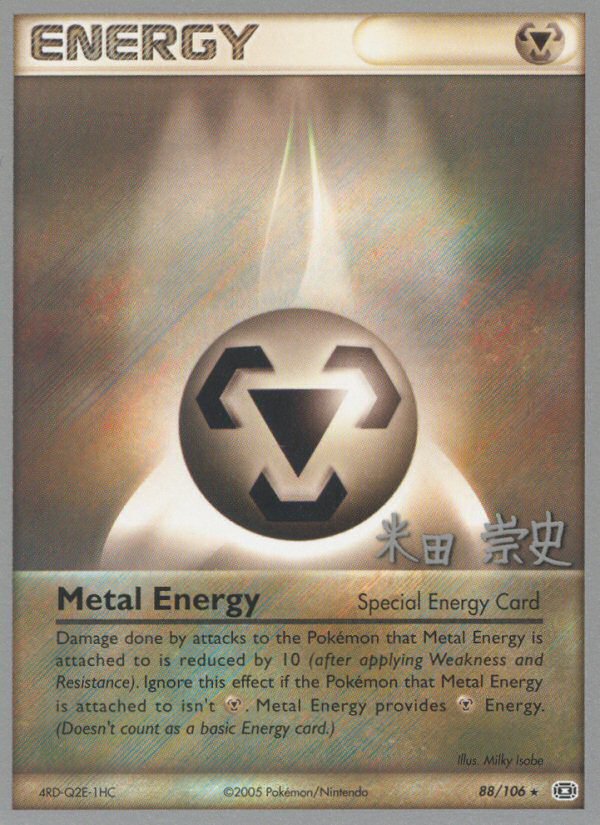 ENERGY
米田 崇史
Metal Energy Special Energy Card
Damage done by attacks to the Pokémon that Metal Energy is
attached to is reduced by 10 (after applying Weakness and
Resistance). Ignore this effect if the Pokémon that Metal Energy
is attached to isn't . Metal Energy provides Energy.
(Doesn't count as a basic Energy card.)
Illus. Milky Isobe
4RD-Q2E-1HC ©2005 Pokémon/Nintendo 88/106 ★